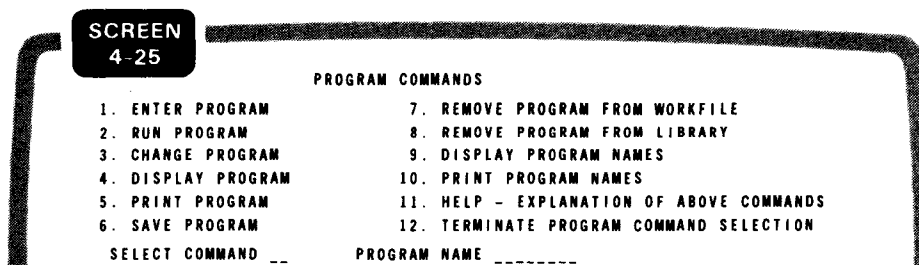 SCREEN
4-25
PROGRAM COMMANDS
1. ENTER PROGRAM 7. REMOVE PROGRAM FROM WORKFILE
2. RUN PROGRAM 8. REMOVE PROGRAM FROM LIBRARY
3. CHANGE PROGRAM 9. DISPLAY PROGRAM NAMES
4. DISPLAY PROGRAM 10. PRINT PROGRAM NAMES
5. PRINT PROGRAM 11. HELP - EXPLANATION OF ABOVE COMMANDS
6. SAVE PROGRAM 12. TERMINATE PROGRAM COMMAND SELECTION
SELECT COMMAND __ PROGRAM NAME ________